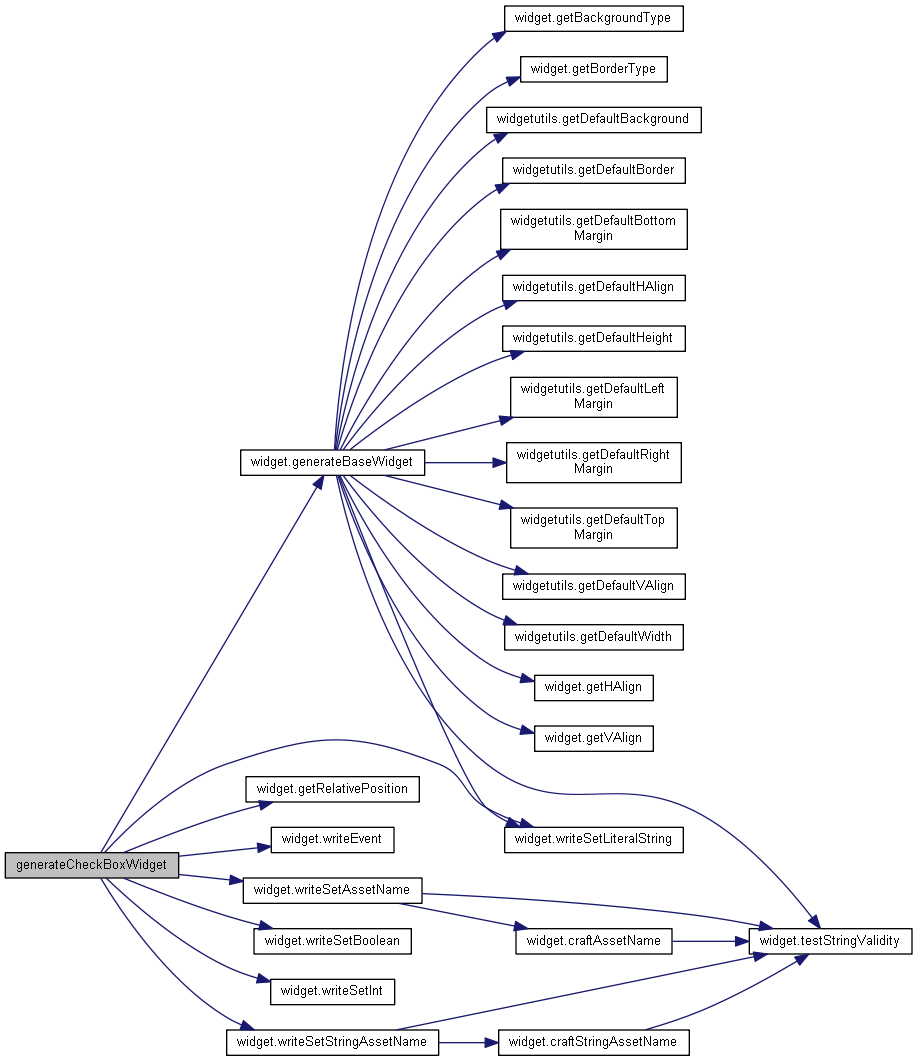 widget.getBackgroundType
widget.getBorderType
widgetutils.getDefaultBackground
widgetutils.getDefaultBorder
widgetutils.getDefaultBottom
Margin
widgetutils.getDefaultHAlign
widgetutils.getDefaultHeight
widgetutils.getDefaultLeft
Margin
widget.generateBaseWidget
widgetutils.getDefaultRight
Margin
widgetutils.getDefaultTop
Margin
widgetutils.getDefaultVAlign
widgetutils.getDefaultWidth
widget.getHAlign
widget.getVAlign
widget.getRelativePosition
widget.writeEvent
widget.writeSetLiteralString
generateCheckBoxWidget
widget.writeSetAssetName
widget.writeSetBoolean
widget.craftAssetName
widget.testStringValidity
widget.writeSetInt
widget.writeSetStringAssetName
widget.craftStringAssetName